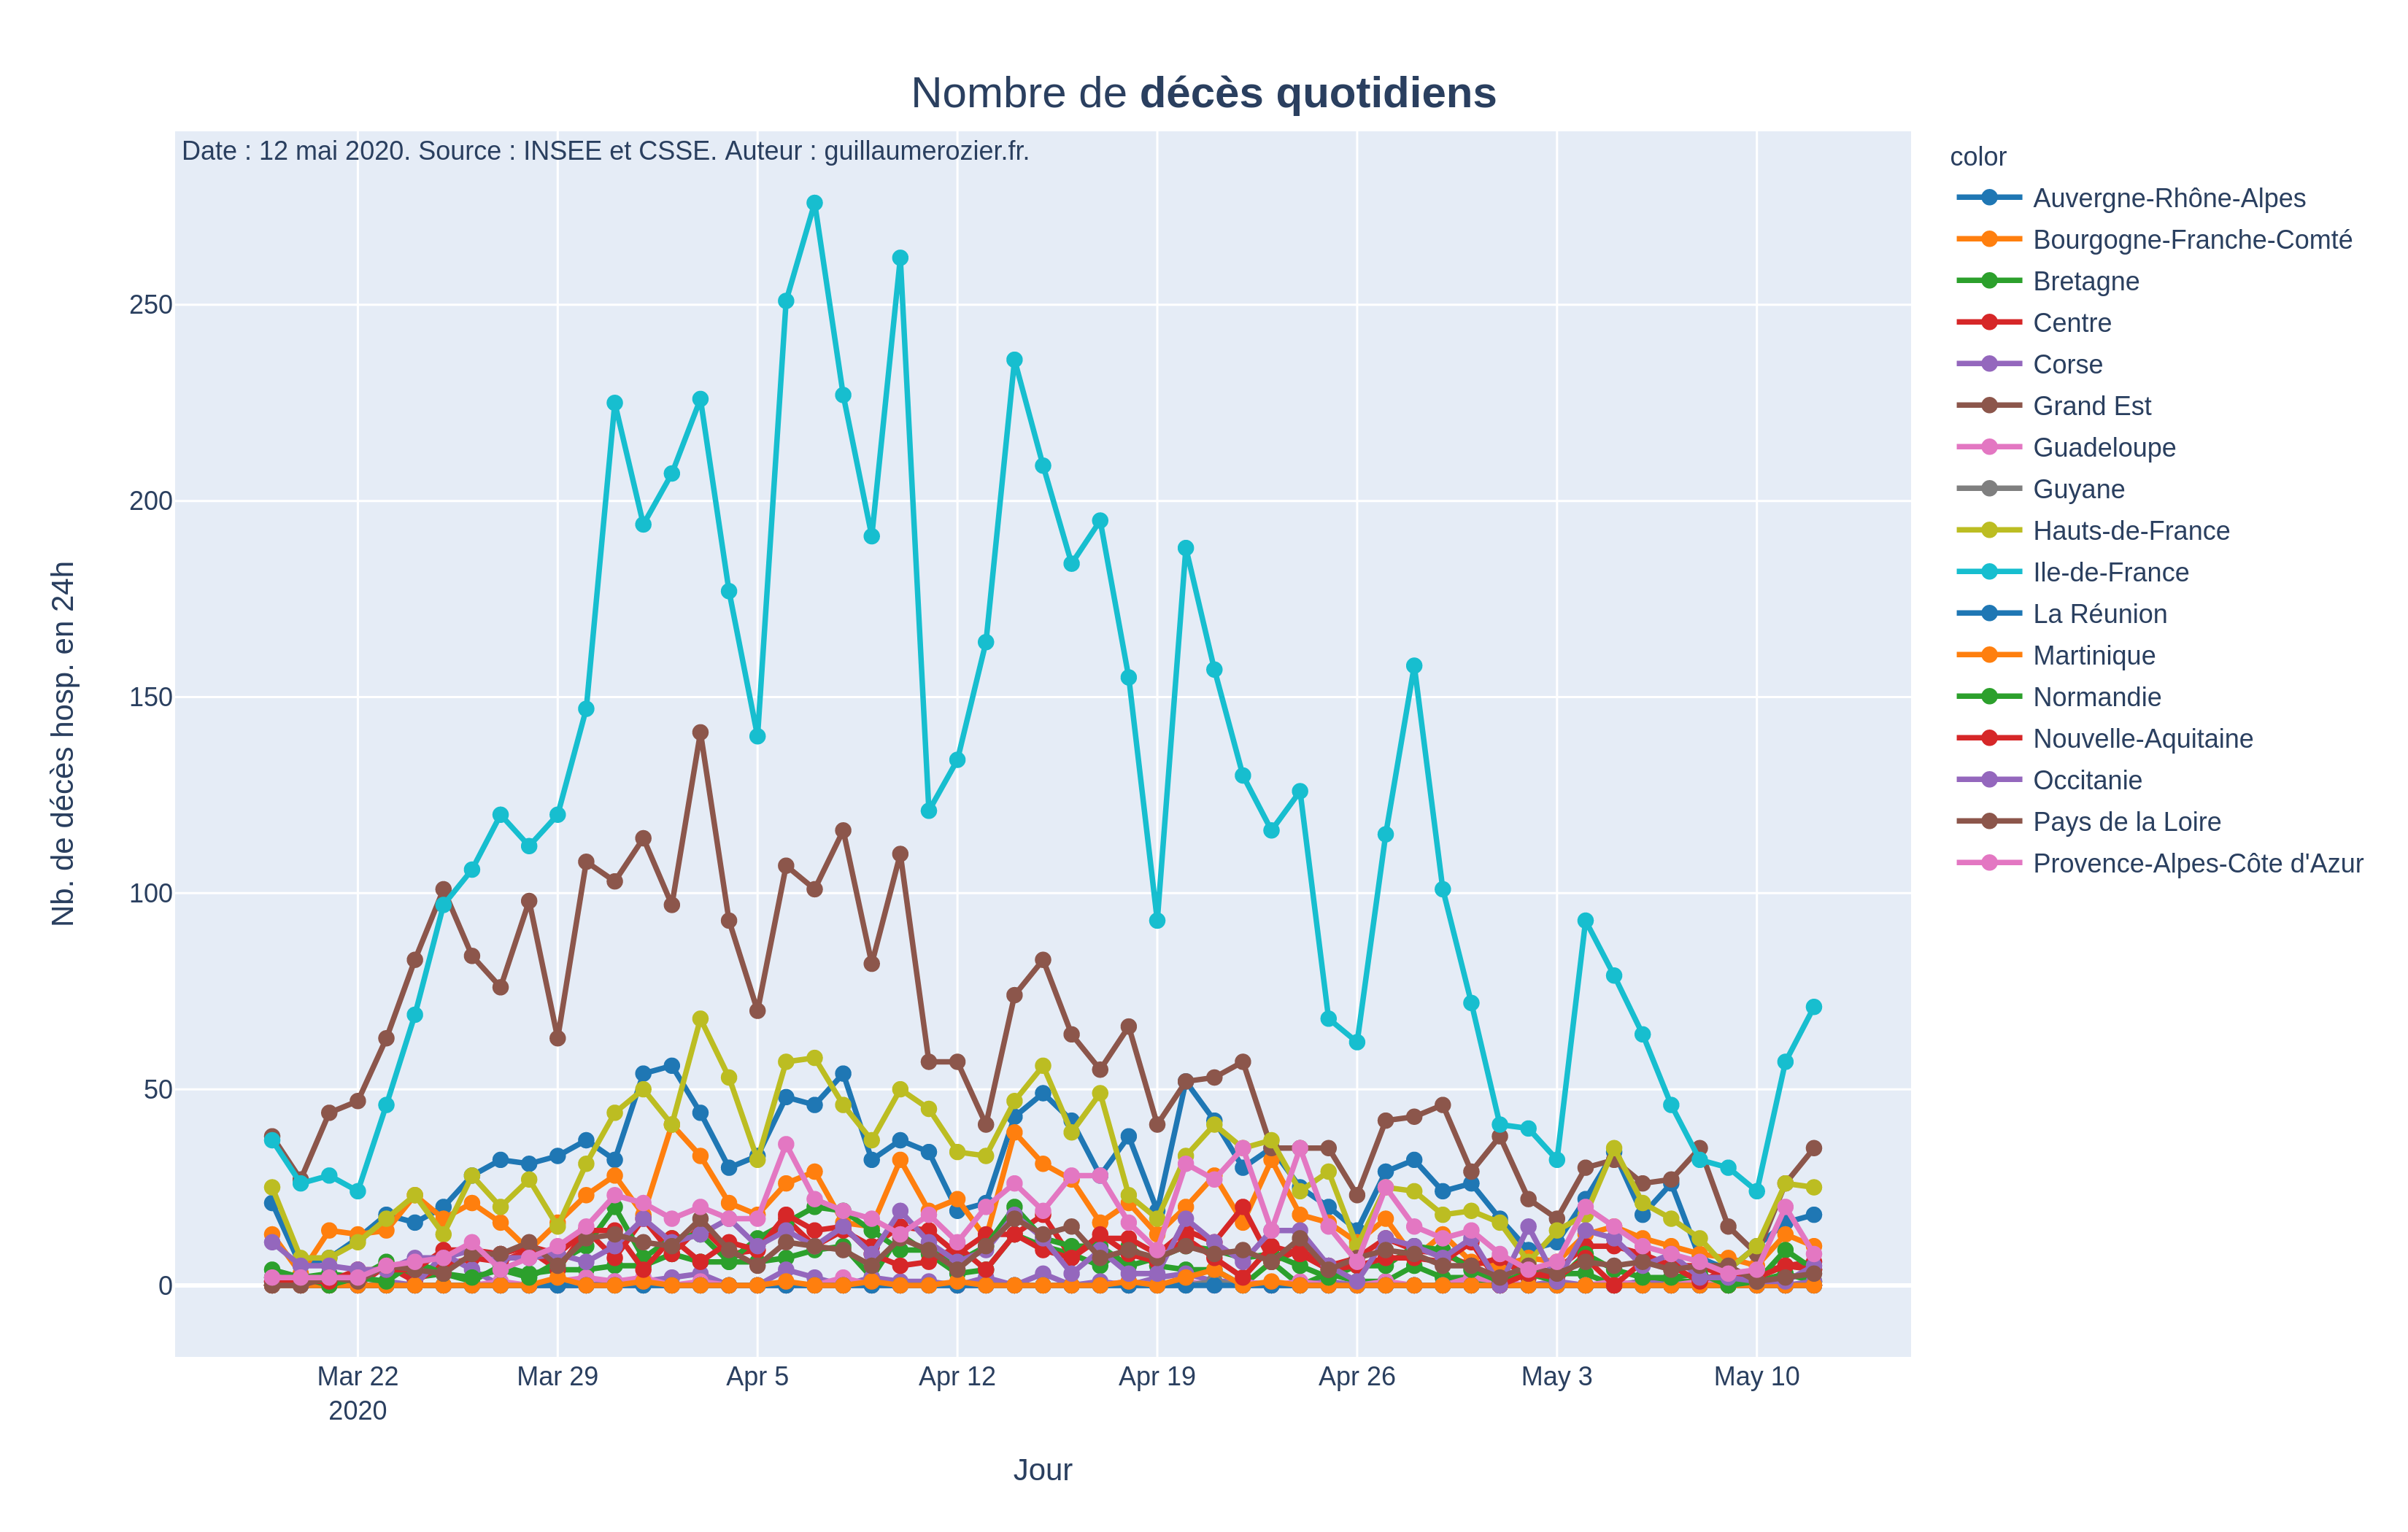 Nombre de décès quotidiens
Date : 12 mai 2020. Source : INSEE et CSSE. Auteur : guillaumerozier.fr.
Nb. de décès hosp. en 24h
250
200
150
100
50
0
Mar 22
2020
Mar 29
Apr 5
Apr 12
Apr 19
Apr 26
May 3
May 10
Jour
color
Auvergne-Rhône-Alpes
Bourgogne-Franche-Comté
Bretagne
Centre
Corse
Grand Est
Guadeloupe
Guyane
Hauts-de-France
Ile-de-France
La Réunion
Martinique
Normandie
Nouvelle-Aquitaine
Occitanie
Pays de la Loire
Provence-Alpes-Côte d'Azur